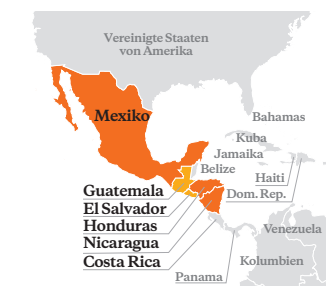 Vereinigte Staaten
von Amerika
Mexiko
Bahamas
Kuba
Jamaika
Belize
Haiti
Dom. Rep.
Guatemala
El Salvador
Honduras
Nicaragua
Costa Rica
Venezuela
Kolumbien
Panama